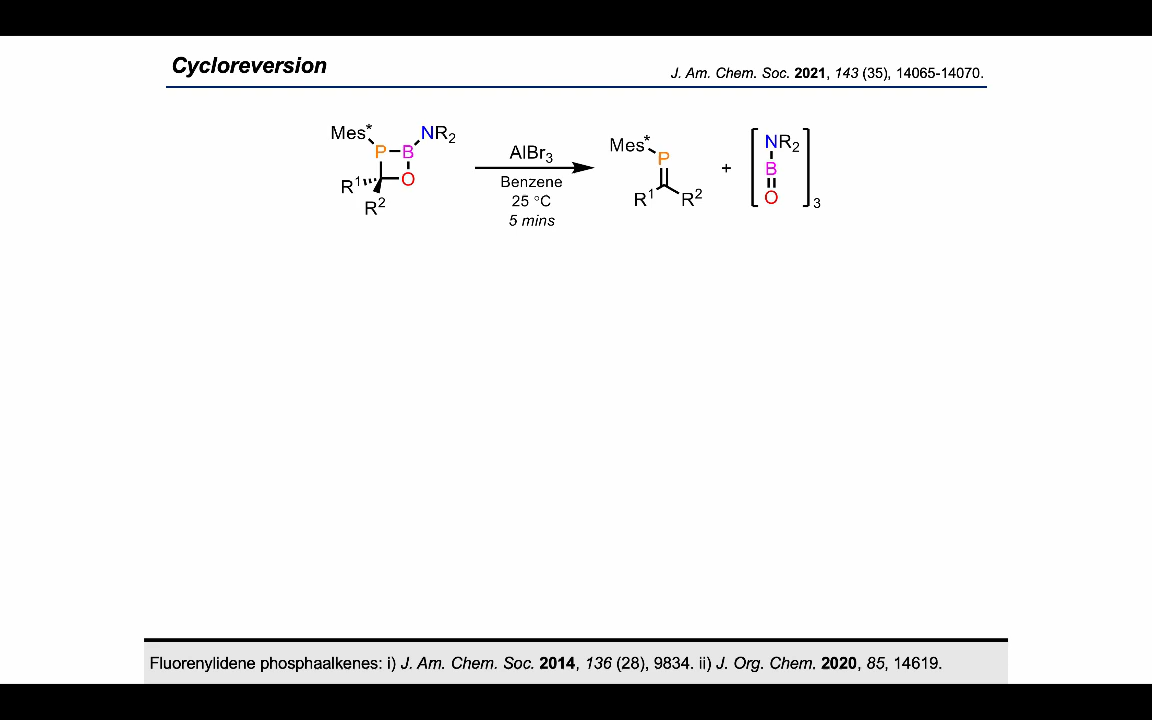 Cycloreversion
J. Am. Chem. Soc. 2021, 143 (35), 14065-14070.
Mes* NR2
P B
R1 O
R2
AlBr3
Benzene
25 °C
5 mins
Mes*
P
R1 R2
+
NR2
B
O
3
Fluorenylidene phosphaalkenes: i) J. Am. Chem. Soc. 2014, 136 (28), 9834. ii) J. Org. Chem. 2020, 85, 14619.